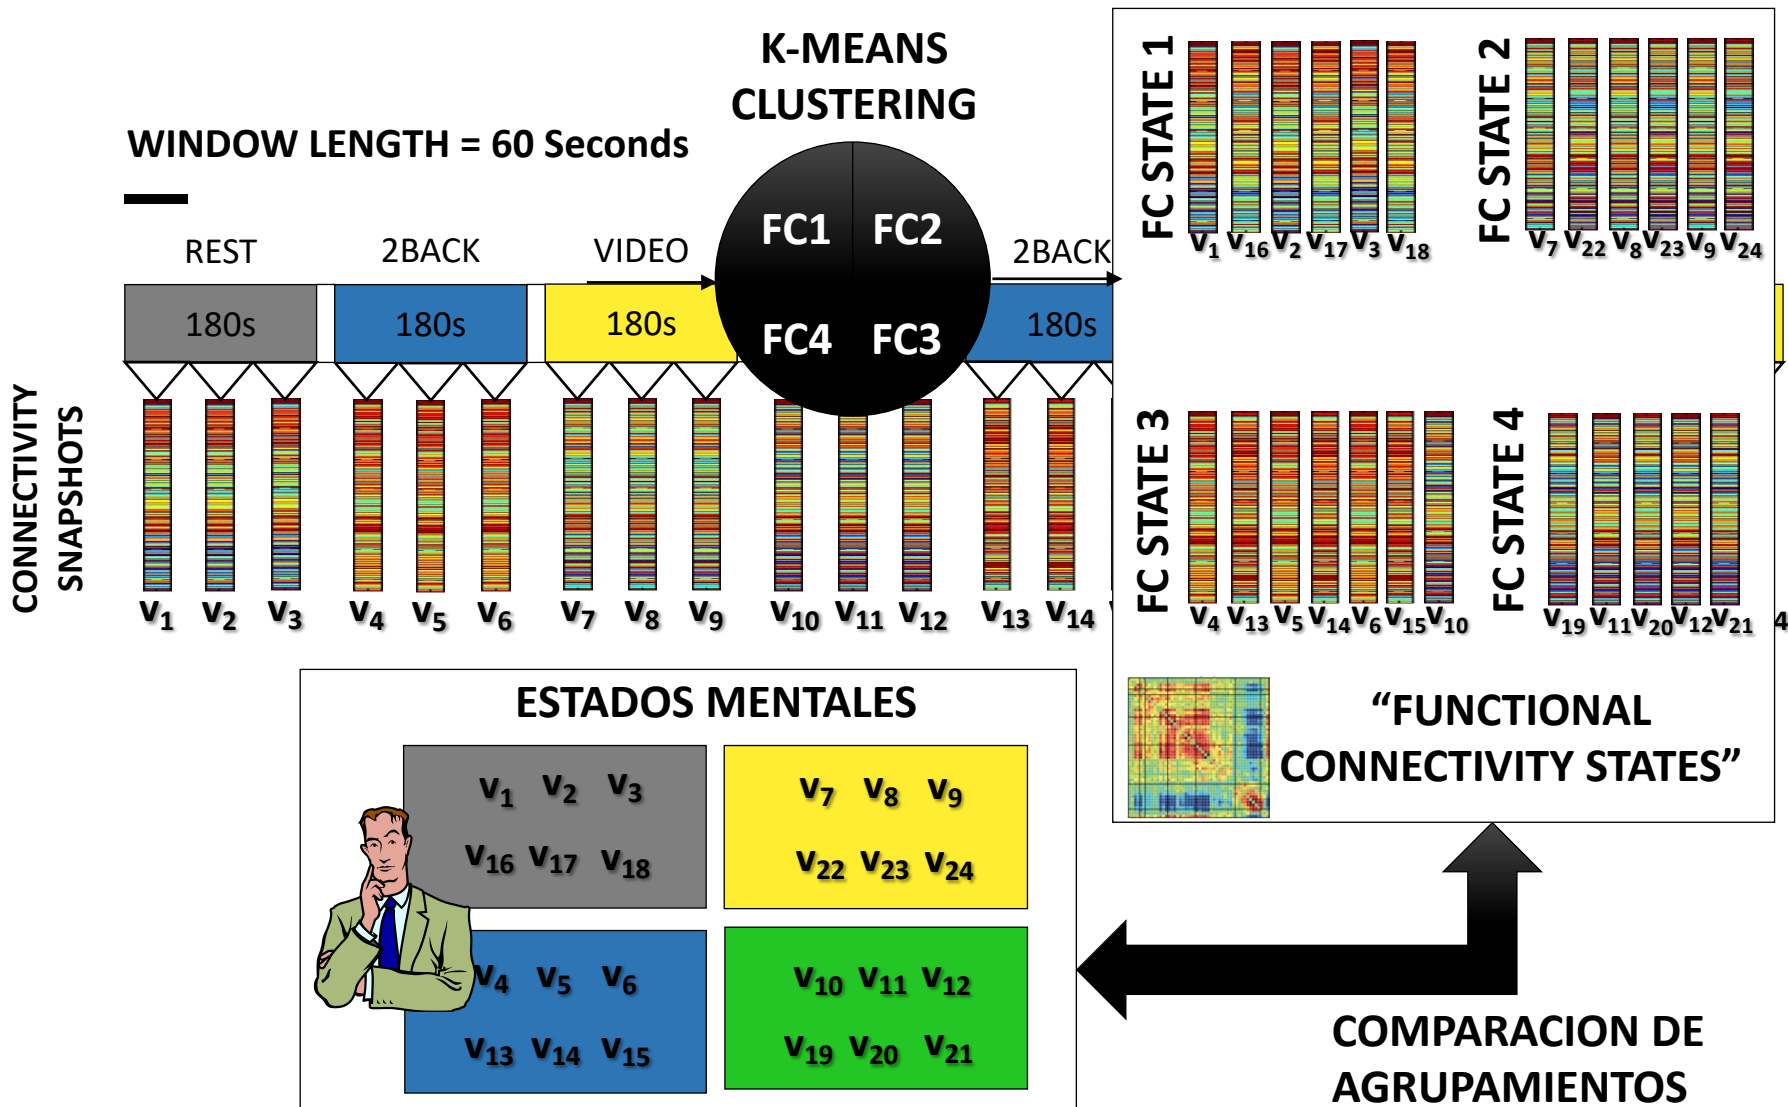 K-MEANS
CLUSTERING
WINDOW LENGTH = 60 Seconds
REST
2BACK
VIDEO
2BACK
FC1
FC2
FC4
FC3
180s
180s
180s
180s
CONNECTIVITY
SNAPSHOTS
v1 v2 v3 v4 v5 v6 v7 v8 v9 v10 v11 v12 v13 v14
4
FC STATE 1
v1 v16 v2 v17 v3 v18
FC STATE 2
v7 v22 v8 v23 v9 v24
FC STATE 3
v4 v13 v5 v14 v6 v15 v10
FC STATE 4
v19 v11 v20 v12 v21
“FUNCTIONAL
CONNECTIVITY STATES”
ESTADOS MENTALES
v1 v2 v3
v16 v17 v18
v7 v8 v9
v22 v23 v24
v4 v5 v6
v13 v14 v15
v10 v11 v12
v19 v20 v21
COMPARACION DE
AGRUPAMIENTOS